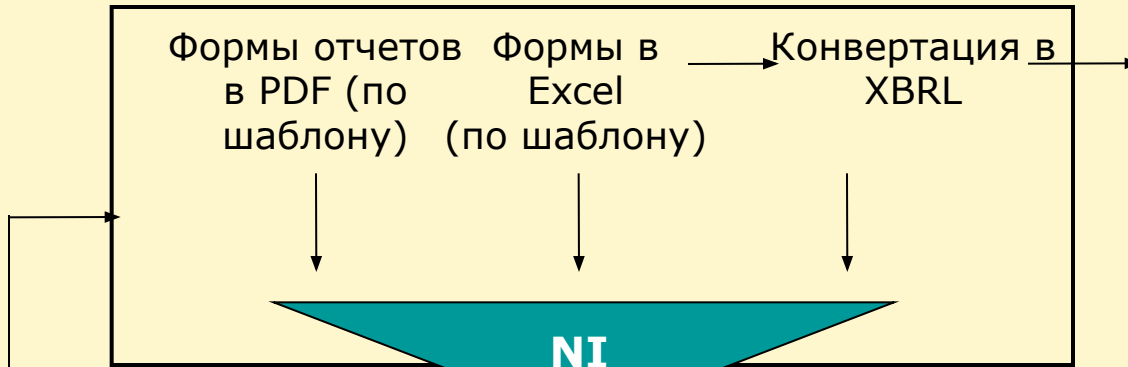 Формы отчетов
в PDF (по
шаблону)
Формы в
Excel
(по шаблону)
Конвертация в
XBRL
NI